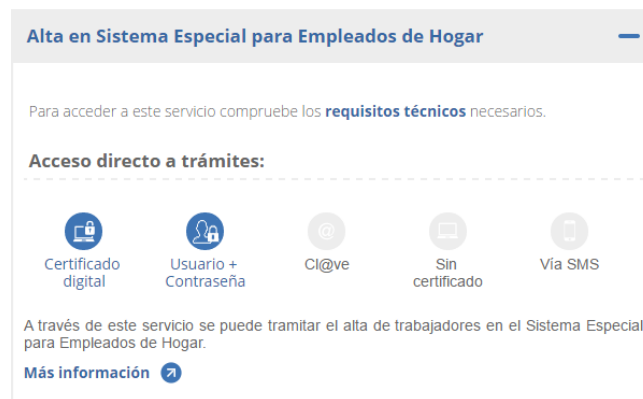 Alta en Sistema Especial para Empleados de Hogar
Para acceder a este servicio compruebe los requisitos técnicos necesarios.
Acceso directo a trámites:
Certificado digital
Usuario + Contraseña
Cl@ve
Sin certificado
Vía SMS
A través de este servicio se puede tramitar el alta de trabajadores en el Sistema Especial
para Empleados de Hogar.
Más información